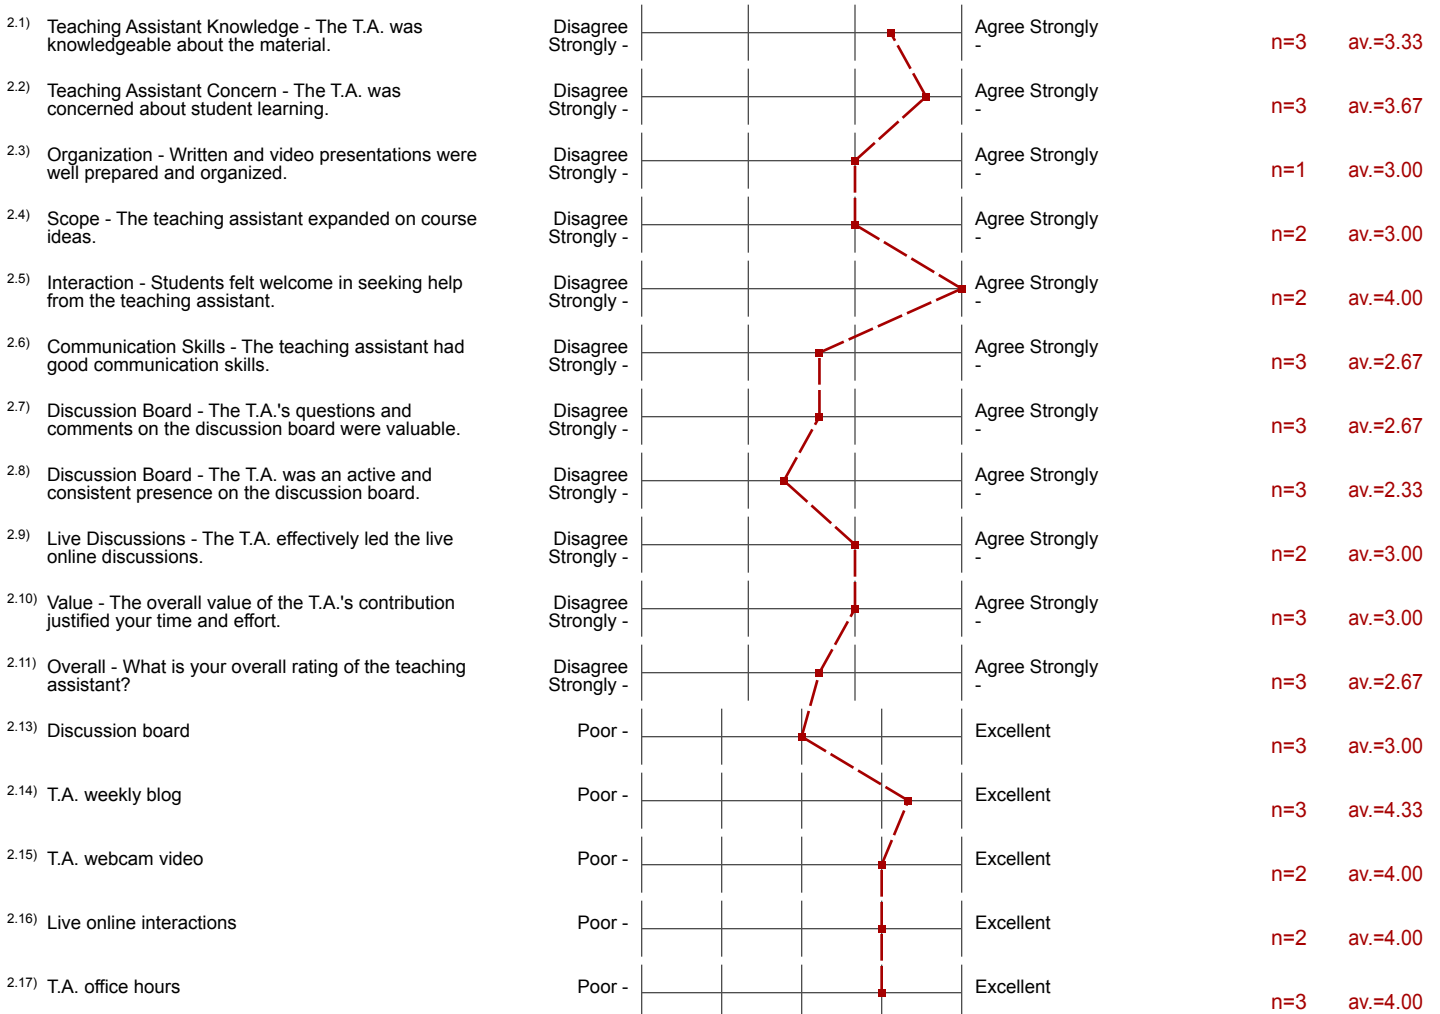 2.1) Teaching Assistant Knowledge - The T.A. was Disagree Agree Strongly
knowledgeable about the material. Strongly - - n=3 av.=3.33
2.2) Teaching Assistant Concern - The T.A. was Disagree Agree Strongly
concerned about student learning. Strongly - - n=3 av.=3.67
2.3) Organization - Written and video presentations were Disagree Agree Strongly
well prepared and organized. Strongly - - n=1 av.=3.00
2.4) Scope - The teaching assistant expanded on course Disagree Agree Strongly
ideas. Strongly - - n=2 av.=3.00
2.5) Interaction - Students felt welcome in seeking help Disagree Agree Strongly
from the teaching assistant. Strongly - - n=2 av.=4.00
2.6) Communication Skills - The teaching assistant had Disagree Agree Strongly
good communication skills. Strongly - - n=3 av.=2.67
2.7) Discussion Board - The T.A.'s questions and Disagree Agree Strongly
comments on the discussion board were valuable. Strongly - - n=3 av.=2.67
2.8) Discussion Board - The T.A. was an active and Disagree Agree Strongly
consistent presence on the discussion board. Strongly - - n=3 av.=2.33
2.9) Live Discussions - The T.A. effectively led the live Disagree Agree Strongly
online discussions. Strongly - - n=2 av.=3.00
2.10) Value - The overall value of the T.A.'s contribution Disagree Agree Strongly
justified your time and effort. Strongly - - n=3 av.=3.00
2.11) Overall - What is your overall rating of the teaching Disagree Agree Strongly
assistant? Strongly - - n=3 av.=2.67
2.13) Discussion board Poor - Excellent n=3 av.=3.00
2.14) T.A. weekly blog Poor - Excellent n=3 av.=4.33
2.15) T.A. webcam video Poor - Excellent n=2 av.=4.00
2.16) Live online interactions Poor - Excellent n=2 av.=4.00
2.17) T.A. office hours Poor - Excellent n=3 av.=4.00